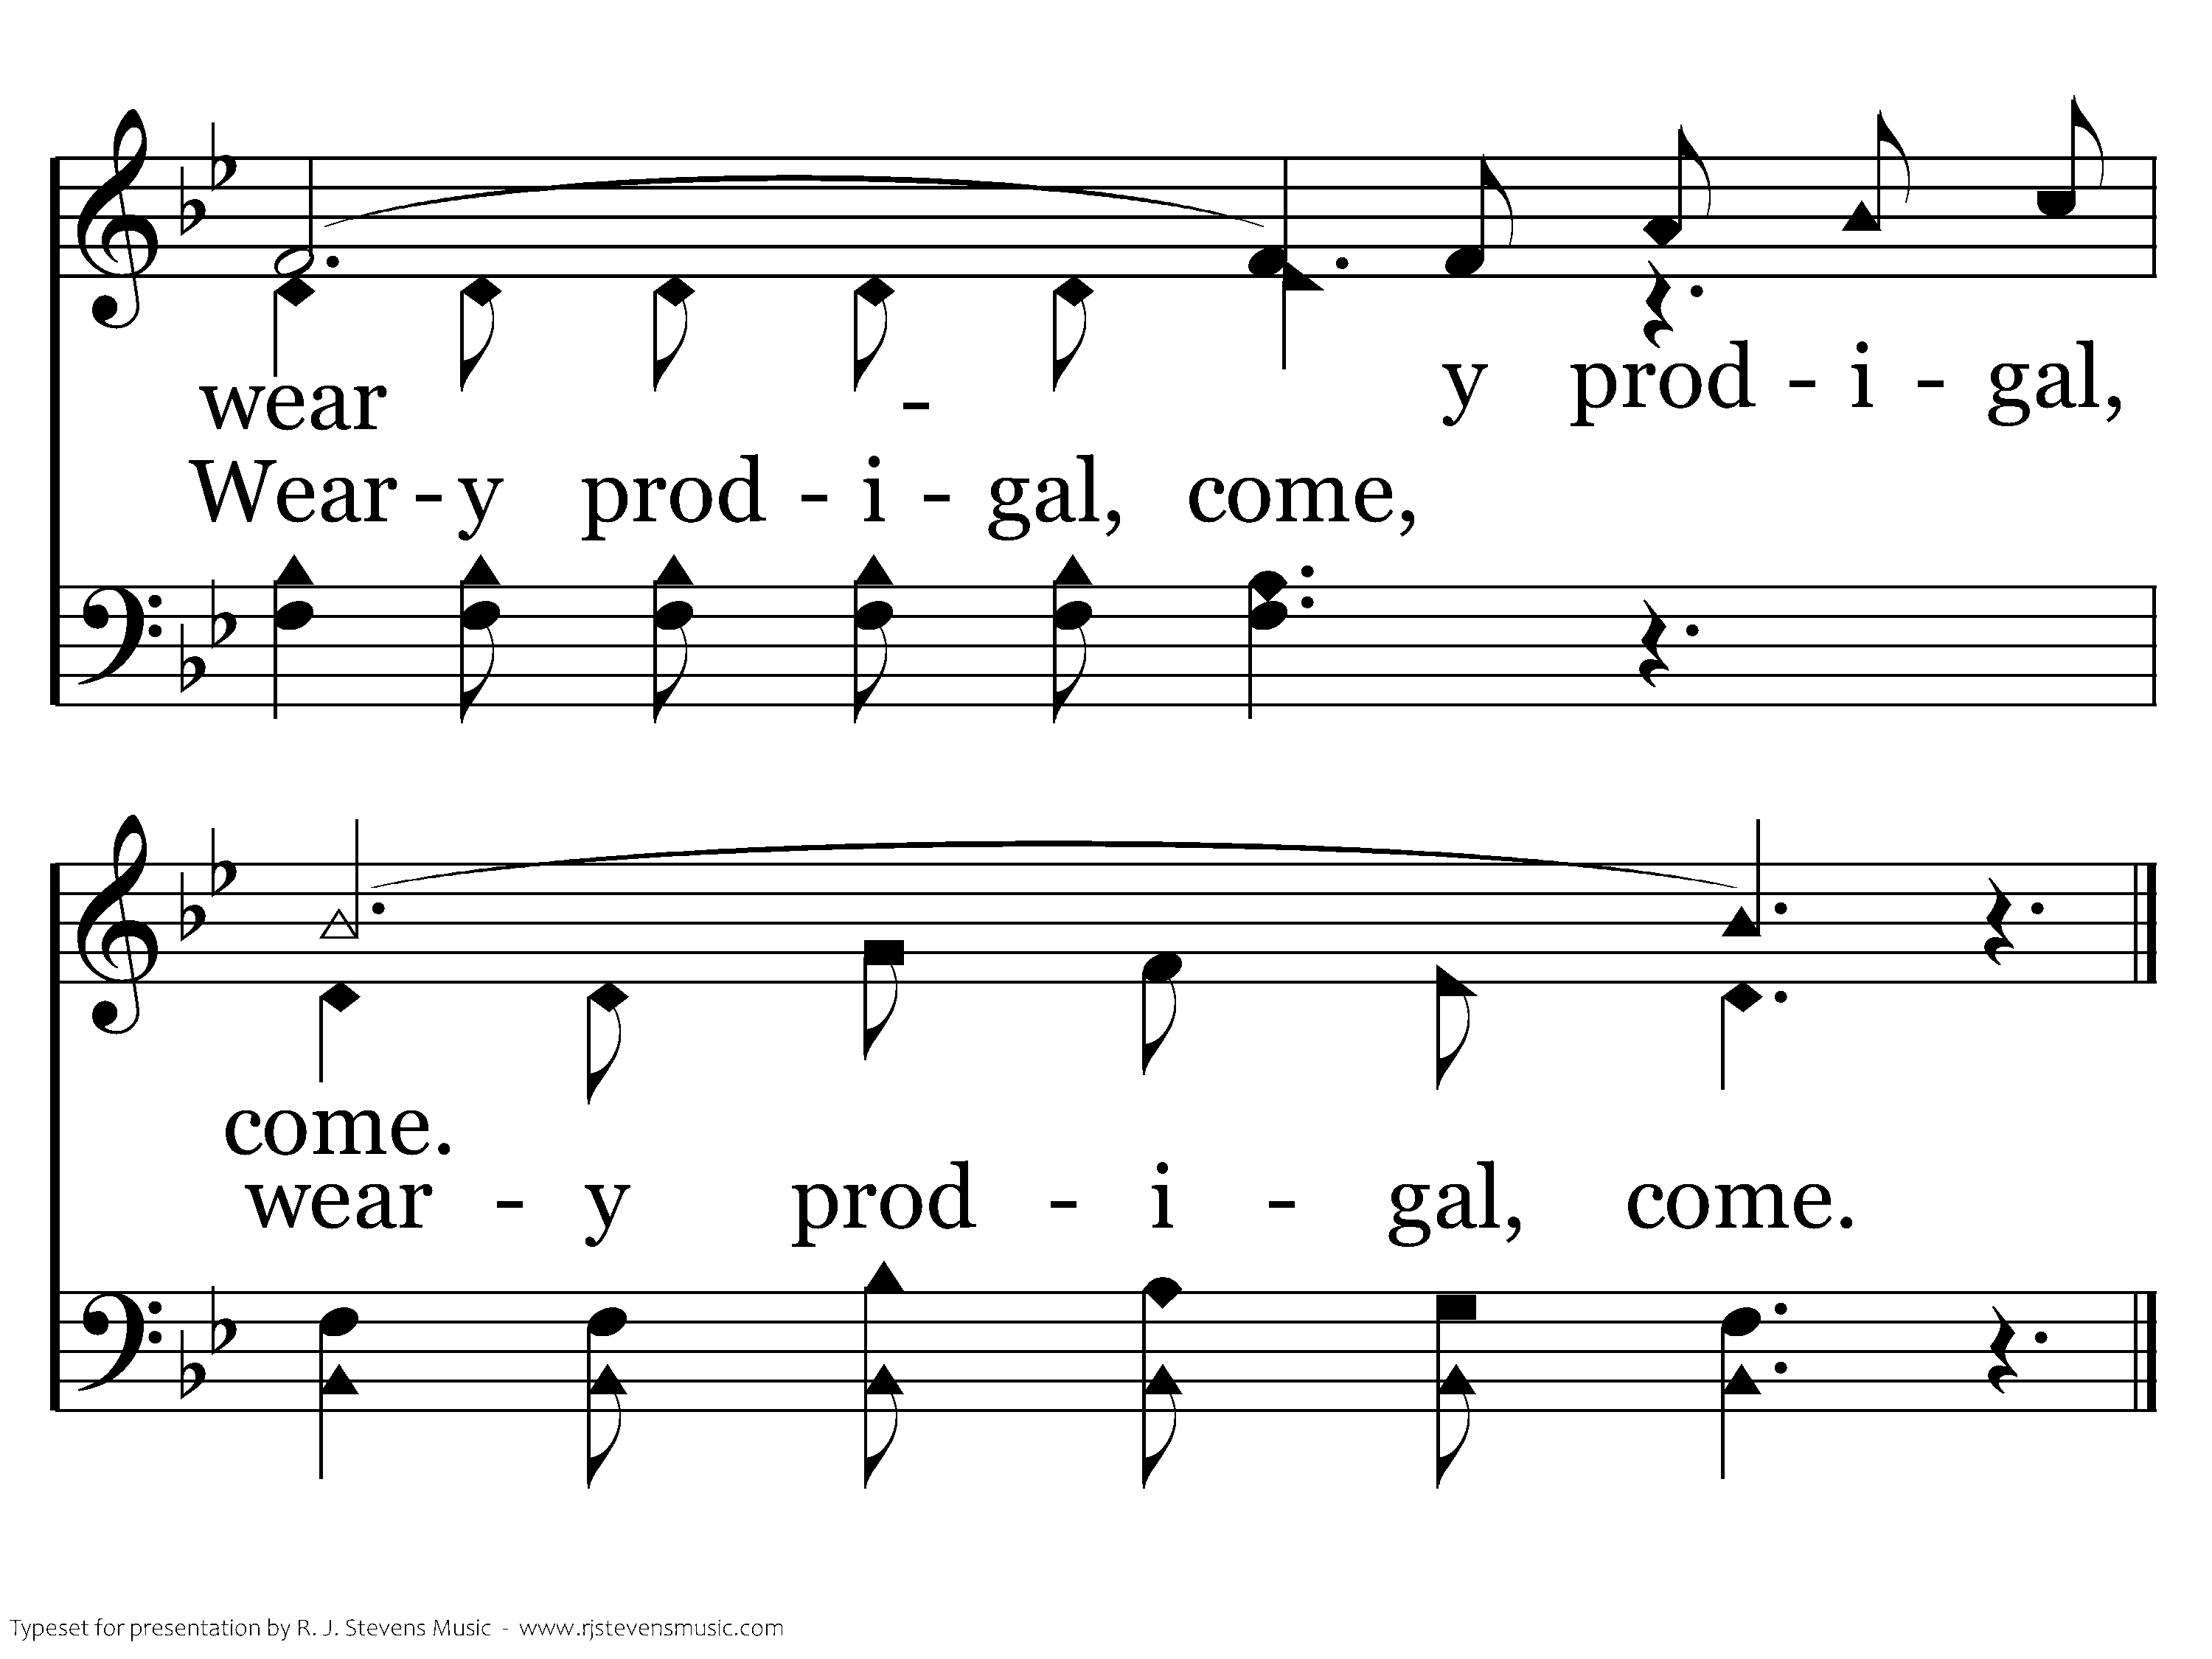 wear - y prod - i - gal,
Wear - y prod - i - gal, come,
come.
wear - y prod - i - gal, come.
Typeset for presentation by R. J. Stevens Music - www.rjstevensmusic.com